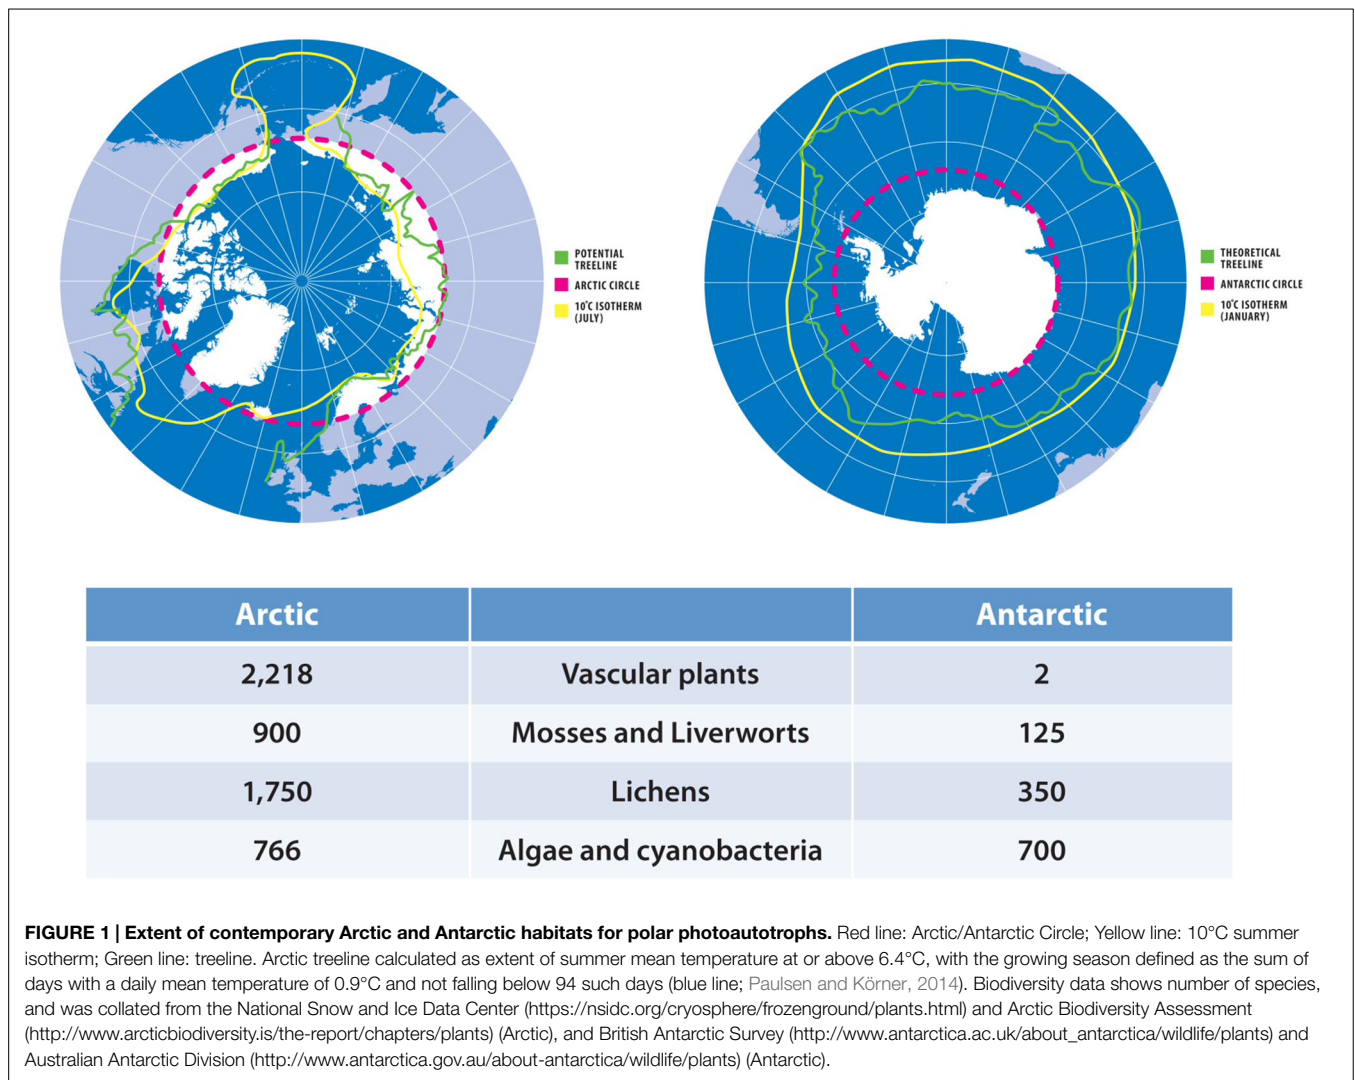 POTENTIAL
TREELINE
ARCTIC CIRCLE
10°C ISOTHERM
(JULY)
THEORETICAL
TREELINE
ANTARCTIC CIRCLE
10°C ISOTHERM
(JANUARY)
Arctic Antarctic
2,218 Vascular plants 2
900 Mosses and Liverworts 125
1,750 Lichens 350
766 Algae and cyanobacteria 700
FIGURE 1 | Extent of contemporary Arctic and Antarctic habitats for polar photoautotrophs. Red line: Arctic/Antarctic Circle; Yellow line: 10°C summer
isotherm; Green line: treeline. Arctic treeline calculated as extent of summer mean temperature at or above 6.4°C, with the growing season defined as the sum of
days with a daily mean temperature of 0.9°C and not falling below 94 such days (blue line; Paulsen and Körner, 2014). Biodiversity data shows number of species,
and was collated from the National Snow and Ice Data Center (https://nsidc.org/cryosphere/frozenground/plants.html) and Arctic Biodiversity Assessment
(http://www.arcticbiodiversity.is/the-report/chapters/plants) (Arctic), and British Antarctic Survey (http://www.antarctica.ac.uk/about_antarctica/wildlife/plants) and
Australian Antarctic Division (http://www.antarctica.gov.au/about-antarctica/wildlife/plants) (Antarctic).